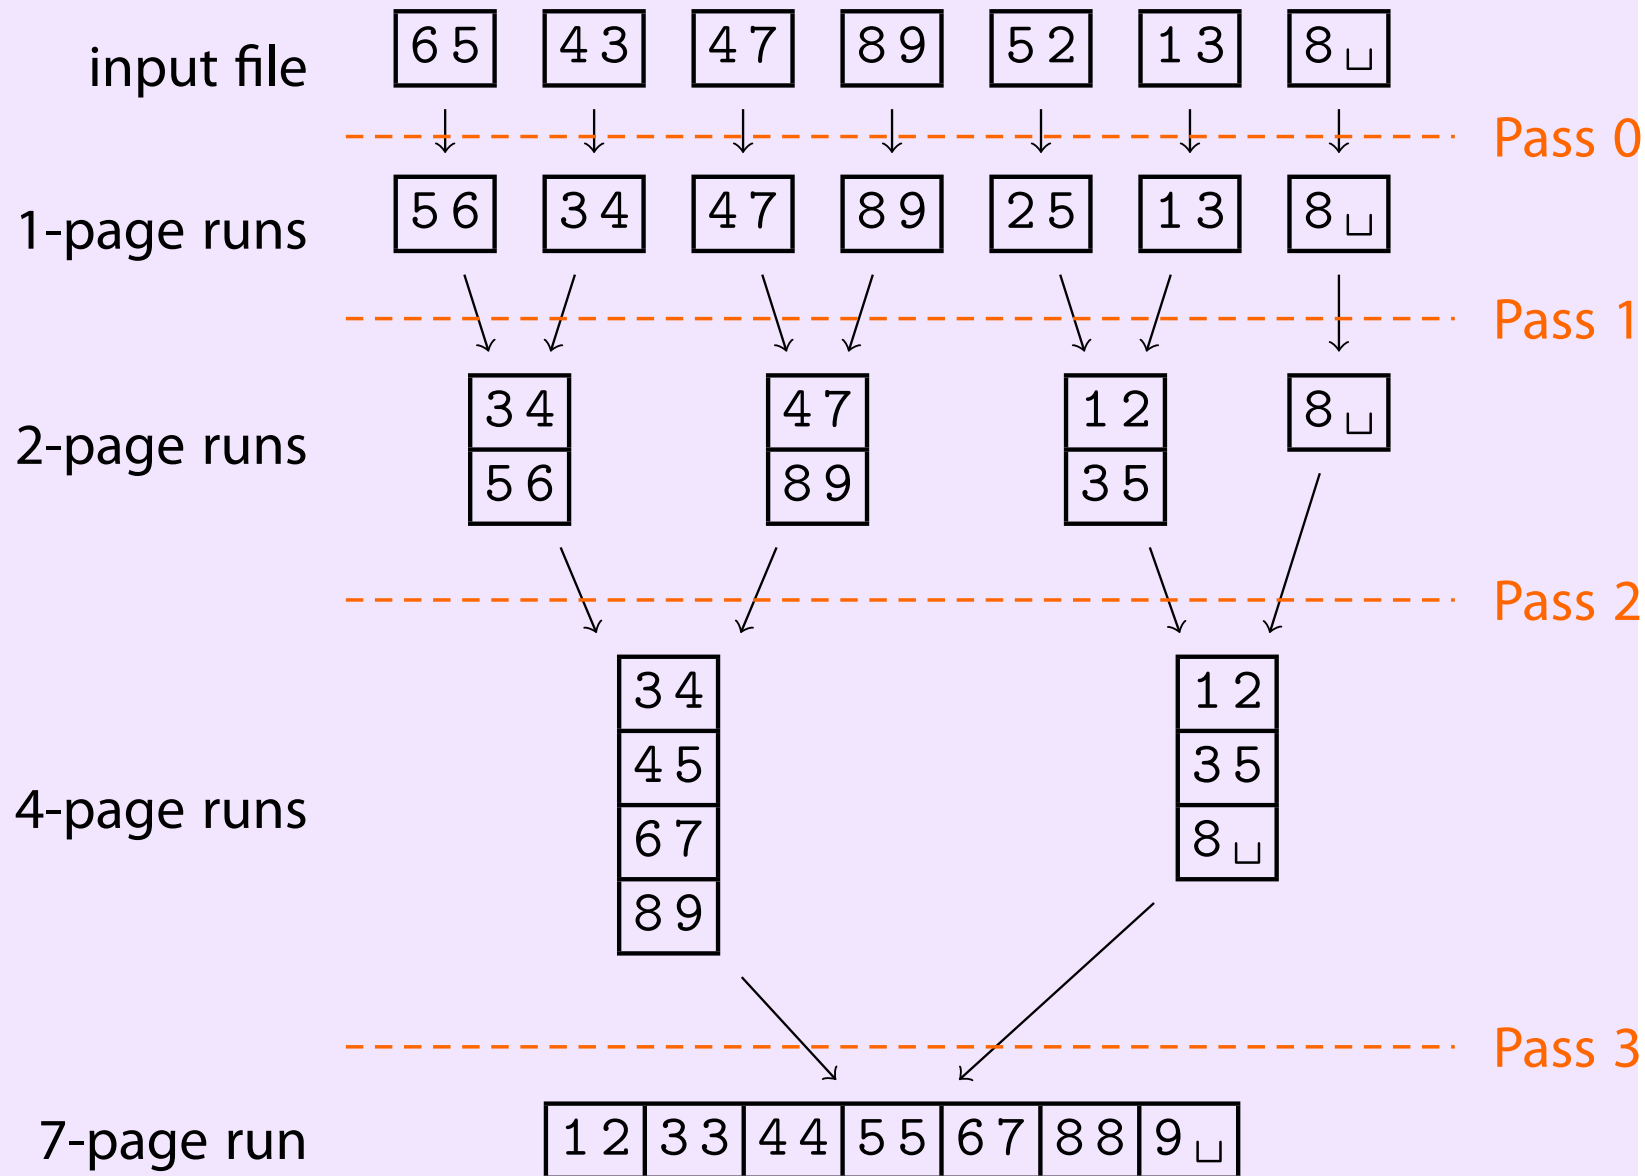 input file 6 5 4 3 4 7 8 9 5 2 1 3 8␣
Pass 0
1-page runs 5 6 3 4 4 7 8 9 2 5 1 3 8␣
Pass 1
2-page runs
3 4 4 7 1 2 8␣
5 6 8 9 3 5
Pass 2
3 4 1 2
4 5 3 5
4-page runs
6 7 8␣
8 9
Pass 3
7-page run 1 2 3 3 4 4 5 5 6 7 8 8 9␣